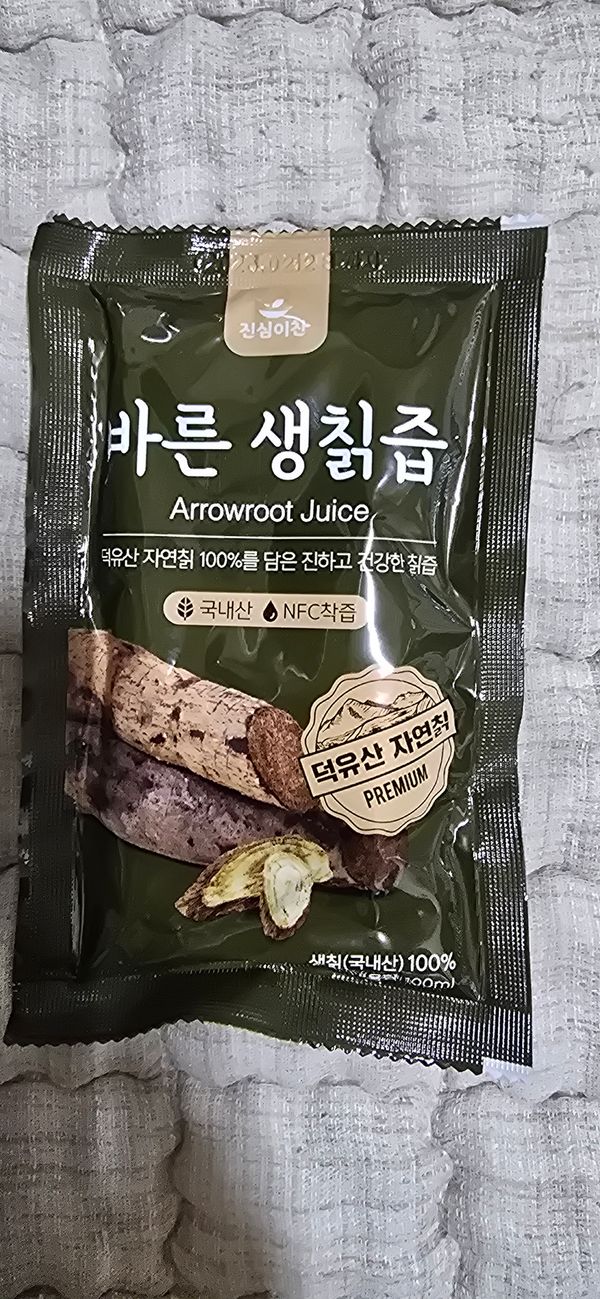 진심이찬
바른 생칡즙
Arrowroot Juice
덕유산 자연칡 100%를 담은 진하고 건강한 칡즙
국내산 NFC착즙
덕유산 자연칡
PREMIUM
생칡(국내산) 100%